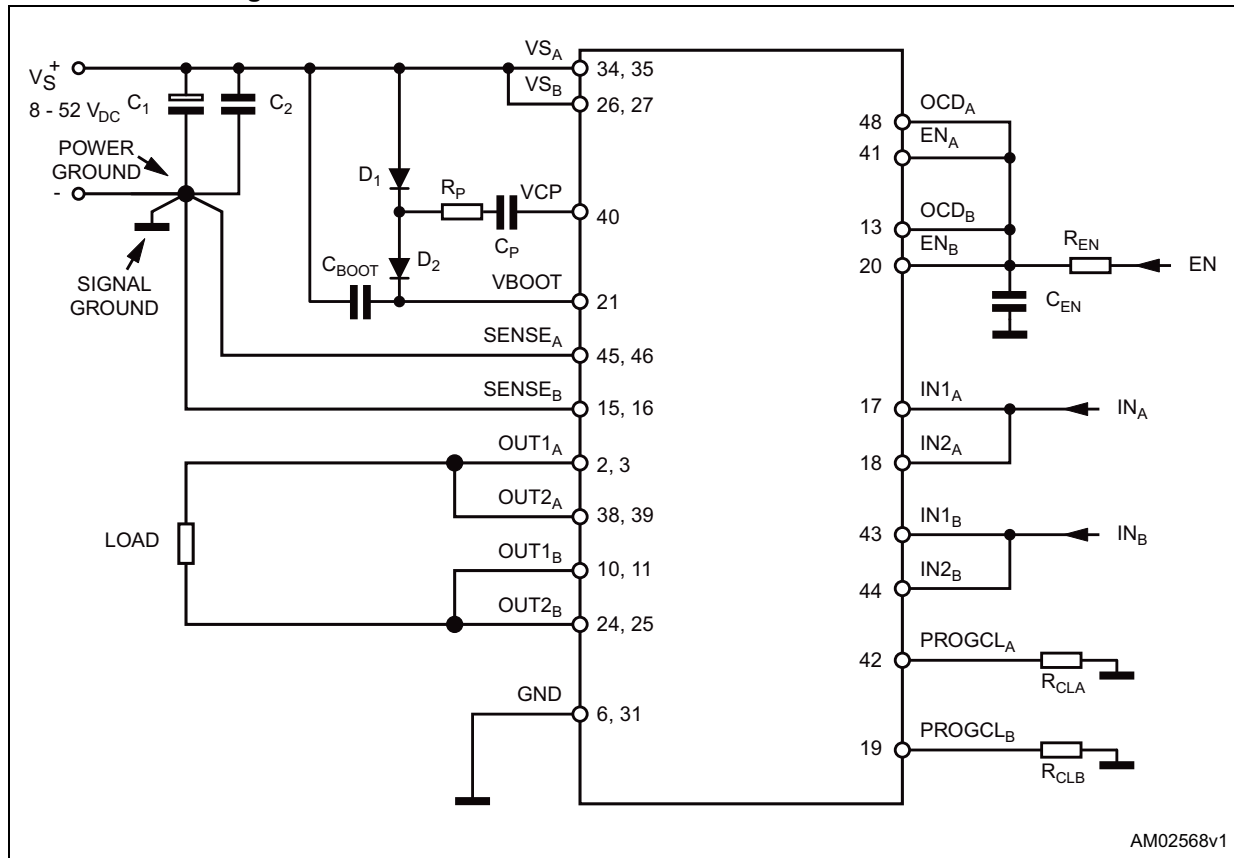 VS+
8 - 52 VDC
C1
C2
POWER
GROUND
-
SIGNAL
GROUND
D1
RP
CP
VCP
D2
CBOOT
VBOOT
SENSEA
SENSEB
OUT1A
OUT2A
OUT1B
OUT2B
LOAD
GND
VSA
34, 35
VSB
26, 27
40
21
45, 46
15, 16
2, 3
38, 39
10, 11
24, 25
6, 31
48
OCDA
41
ENA
13
OCDB
20
ENB
REN
EN
CEN
17
IN1A
INA
18
IN2A
43
IN1B
INB
44
IN2B
42
PROGCLA
RCLA
19
PROGCLB
RCLB
AM02568v1